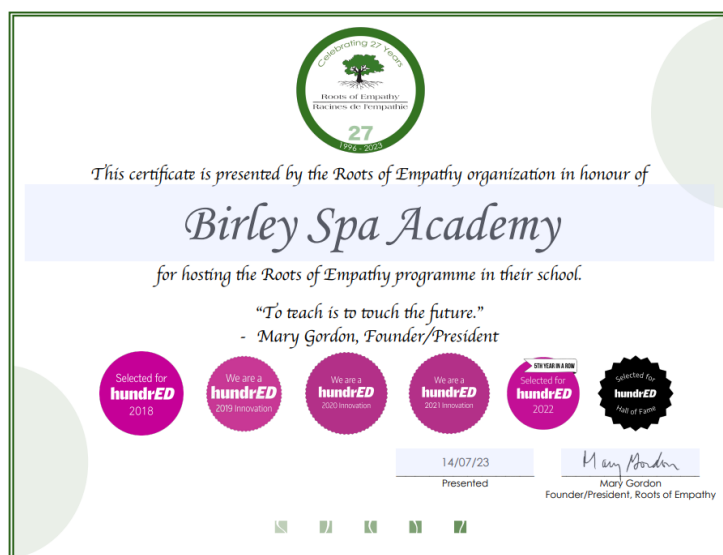 Celebrating 27 Years
Roots of Empathy
Racines de l'empathie
27
1996 - 2023
This certificate is presented by the Roots of Empathy organization in honour of
Birley Spa Academy
for hosting the Roots of Empathy programme in their school.
“To teach is to touch the future.”
- Mary Gordon, Founder/President
Selected for
hundrED
2018
We are a
hundrED
2019 Innovation
We are a
hundrED
2020 Innovation
We are a
hundrED
2021 Innovation
5TH YEAR IN A ROW
Selected for
hundrED
2022
Selected for
hundrED
Hall of Fame
14/07/23
Presented
Mary Gordon
Mary Gordon
Founder/President, Roots of Empathy